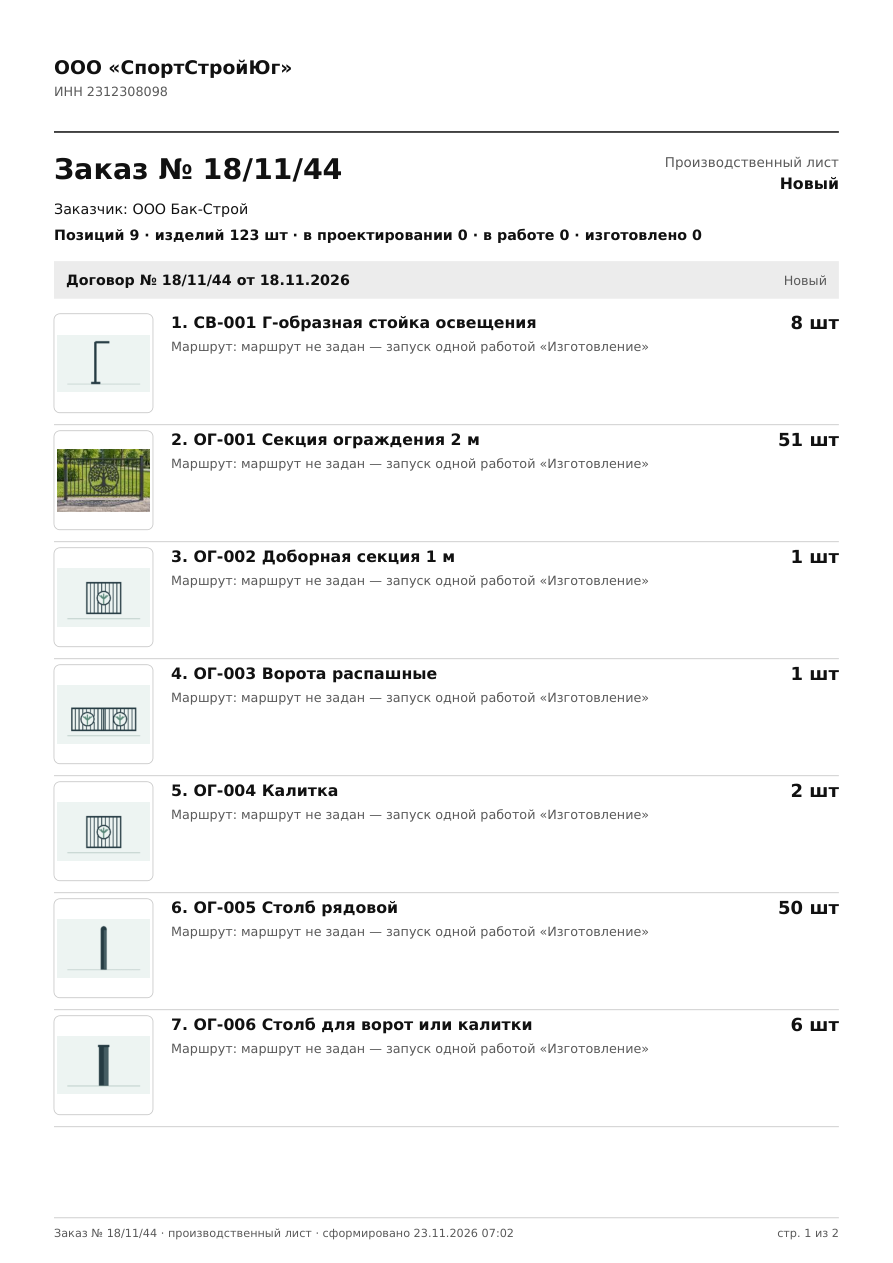 ООО «СпортСтройЮг»
ИНН 2312308098
Заказ № 18/11/44
Производственный лист
Новый
Заказчик: ООО Бак-Строй
Позиций 9 · изделий 123 шт · в проектировании 0 · в работе 0 · изготовлено 0
Договор № 18/11/44 от 18.11.2026
Новый
1. СВ-001 Г-образная стойка освещения
8 шт
Маршрут: маршрут не задан — запуск одной работой «Изготовление»
2. ОГ-001 Секция ограждения 2 м
51 шт
Маршрут: маршрут не задан — запуск одной работой «Изготовление»
3. ОГ-002 Доборная секция 1 м
1 шт
Маршрут: маршрут не задан — запуск одной работой «Изготовление»
4. ОГ-003 Ворота распашные
1 шт
Маршрут: маршрут не задан — запуск одной работой «Изготовление»
5. ОГ-004 Калитка
2 шт
Маршрут: маршрут не задан — запуск одной работой «Изготовление»
6. ОГ-005 Столб рядовой
50 шт
Маршрут: маршрут не задан — запуск одной работой «Изготовление»
7. ОГ-006 Столб для ворот или калитки
6 шт
Маршрут: маршрут не задан — запуск одной работой «Изготовление»
Заказ № 18/11/44 · производственный лист · сформировано 23.11.2026 07:02
стр. 1 из 2